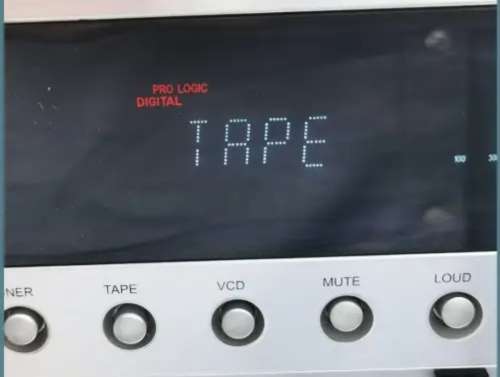 PRO LOGIC
DIGITAL
TAPE
100
NER TAPE VCD MUTE LOUD